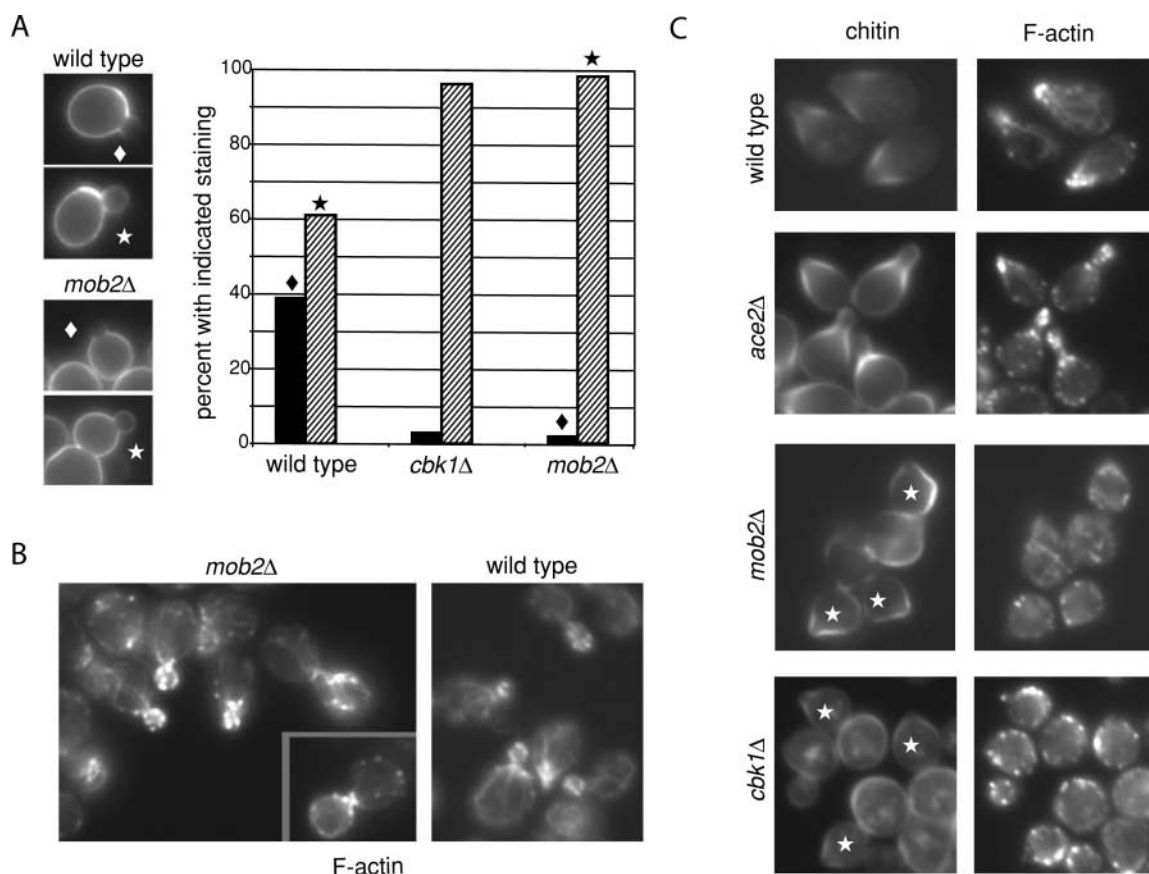 A
wild type
mob2Δ
percent with indicated staining
100
80
60
40
20
0
wild type cbk1Δ mob2Δ
B
mob2Δ wild type
F-actin
C
chitin F-actin
wild type
ace2Δ
mob2Δ
cbk1Δ